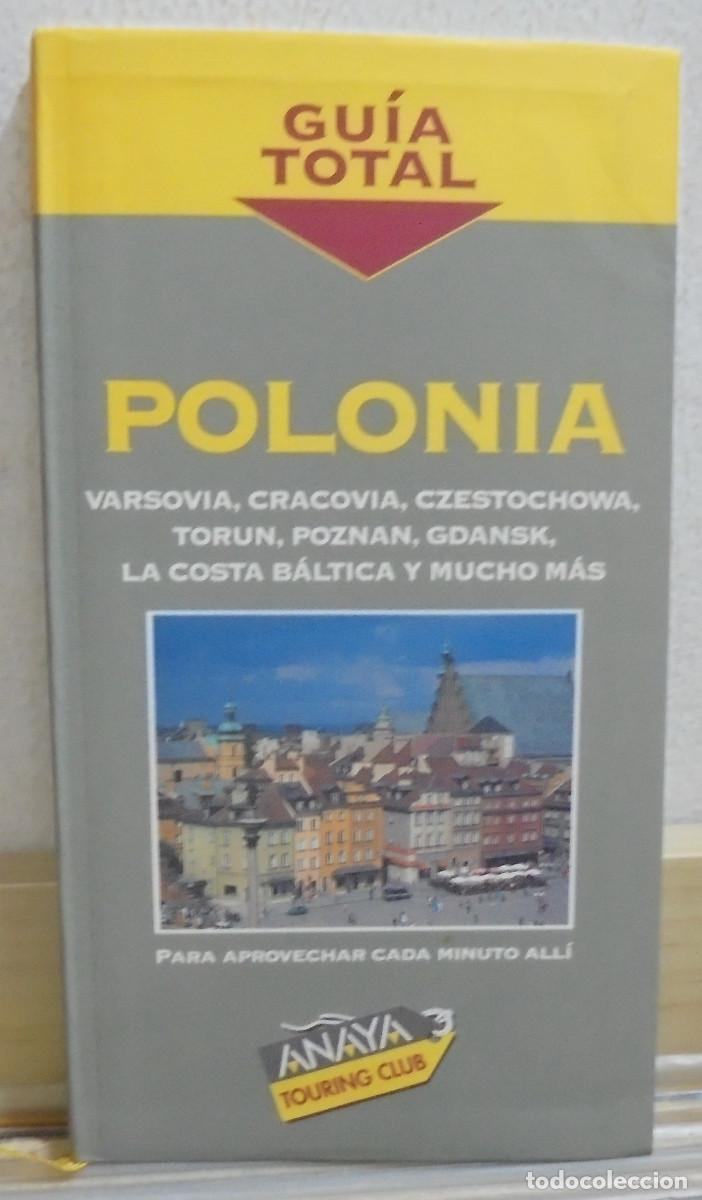 GUÍA
TOTAL
POLONIA
VARSOVIA, CRACOVIA, CZESTOCHOWA,
TORUN, POZNAN, GDANSK,
LA COSTA BÁLTICA Y MUCHO MÁS
PARA APROVECHAR CADA MINUTO ALLÍ
ANAYA
TOURING CLUB
todocoleccion